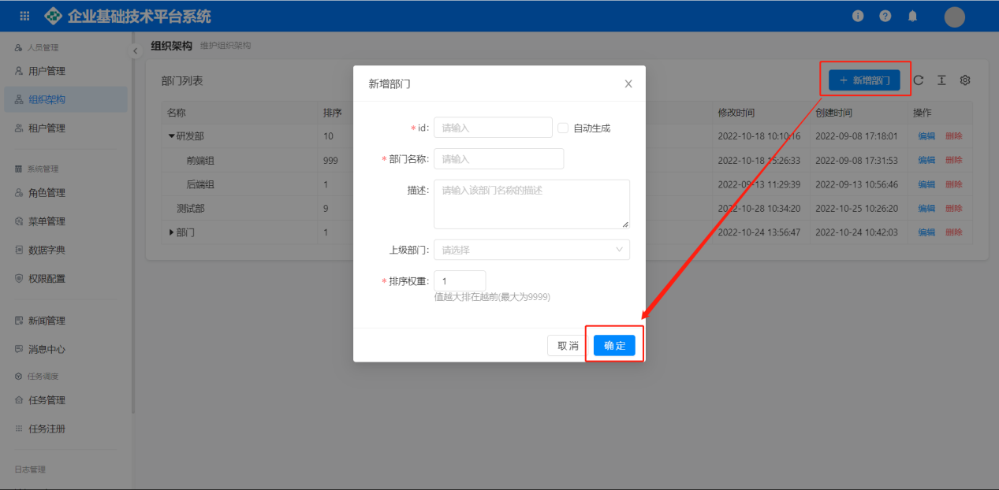 企业基础技术平台系统
人员管理
用户管理
组织架构
租户管理
系统管理
角色管理
菜单管理
数据字典
权限配置
新闻管理
消息中心
任务调度
任务管理
任务注册
日志管理
组织架构 维护组织架构
部门列表
+ 新增部门
名称 排序 修改时间 创建时间 操作
研发部 10 2022-10-18 10:10:16 2022-09-08 17:18:01 编辑 删除
前端组 999 2022-10-18 15:26:33 2022-09-08 17:31:53 编辑 删除
后端组 1 2022-09-13 11:29:39 2022-09-13 10:56:46 编辑 删除
测试部 9 2022-10-28 10:34:20 2022-10-25 10:26:20 编辑 删除
部门 1 2022-10-24 13:56:47 2022-10-24 10:42:03 编辑 删除
新增部门
* id: 请输入 自动生成
* 部门名称: 请输入
描述: 请输入该部门名称的描述
上级部门: 请选择
* 排序权重: 1
值越大排在越前(最大为9999)
取 消 确 定